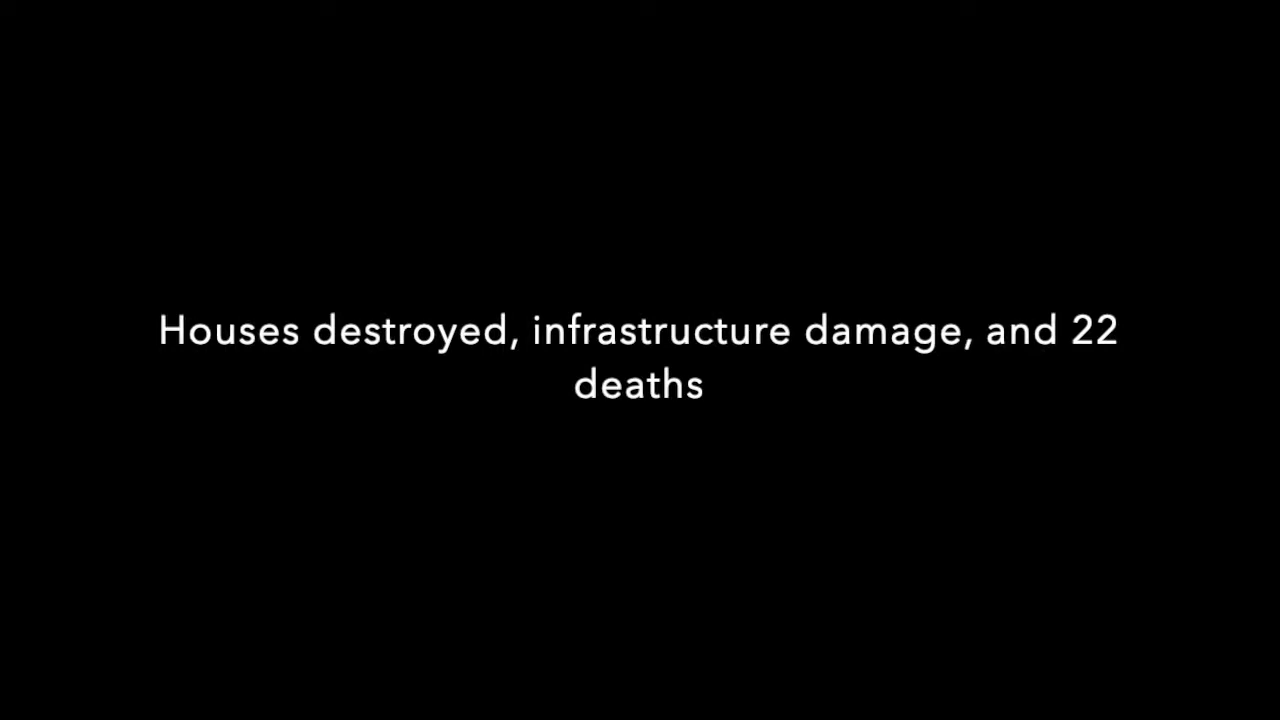 Houses destroyed, infrastructure damage, and 22
deaths